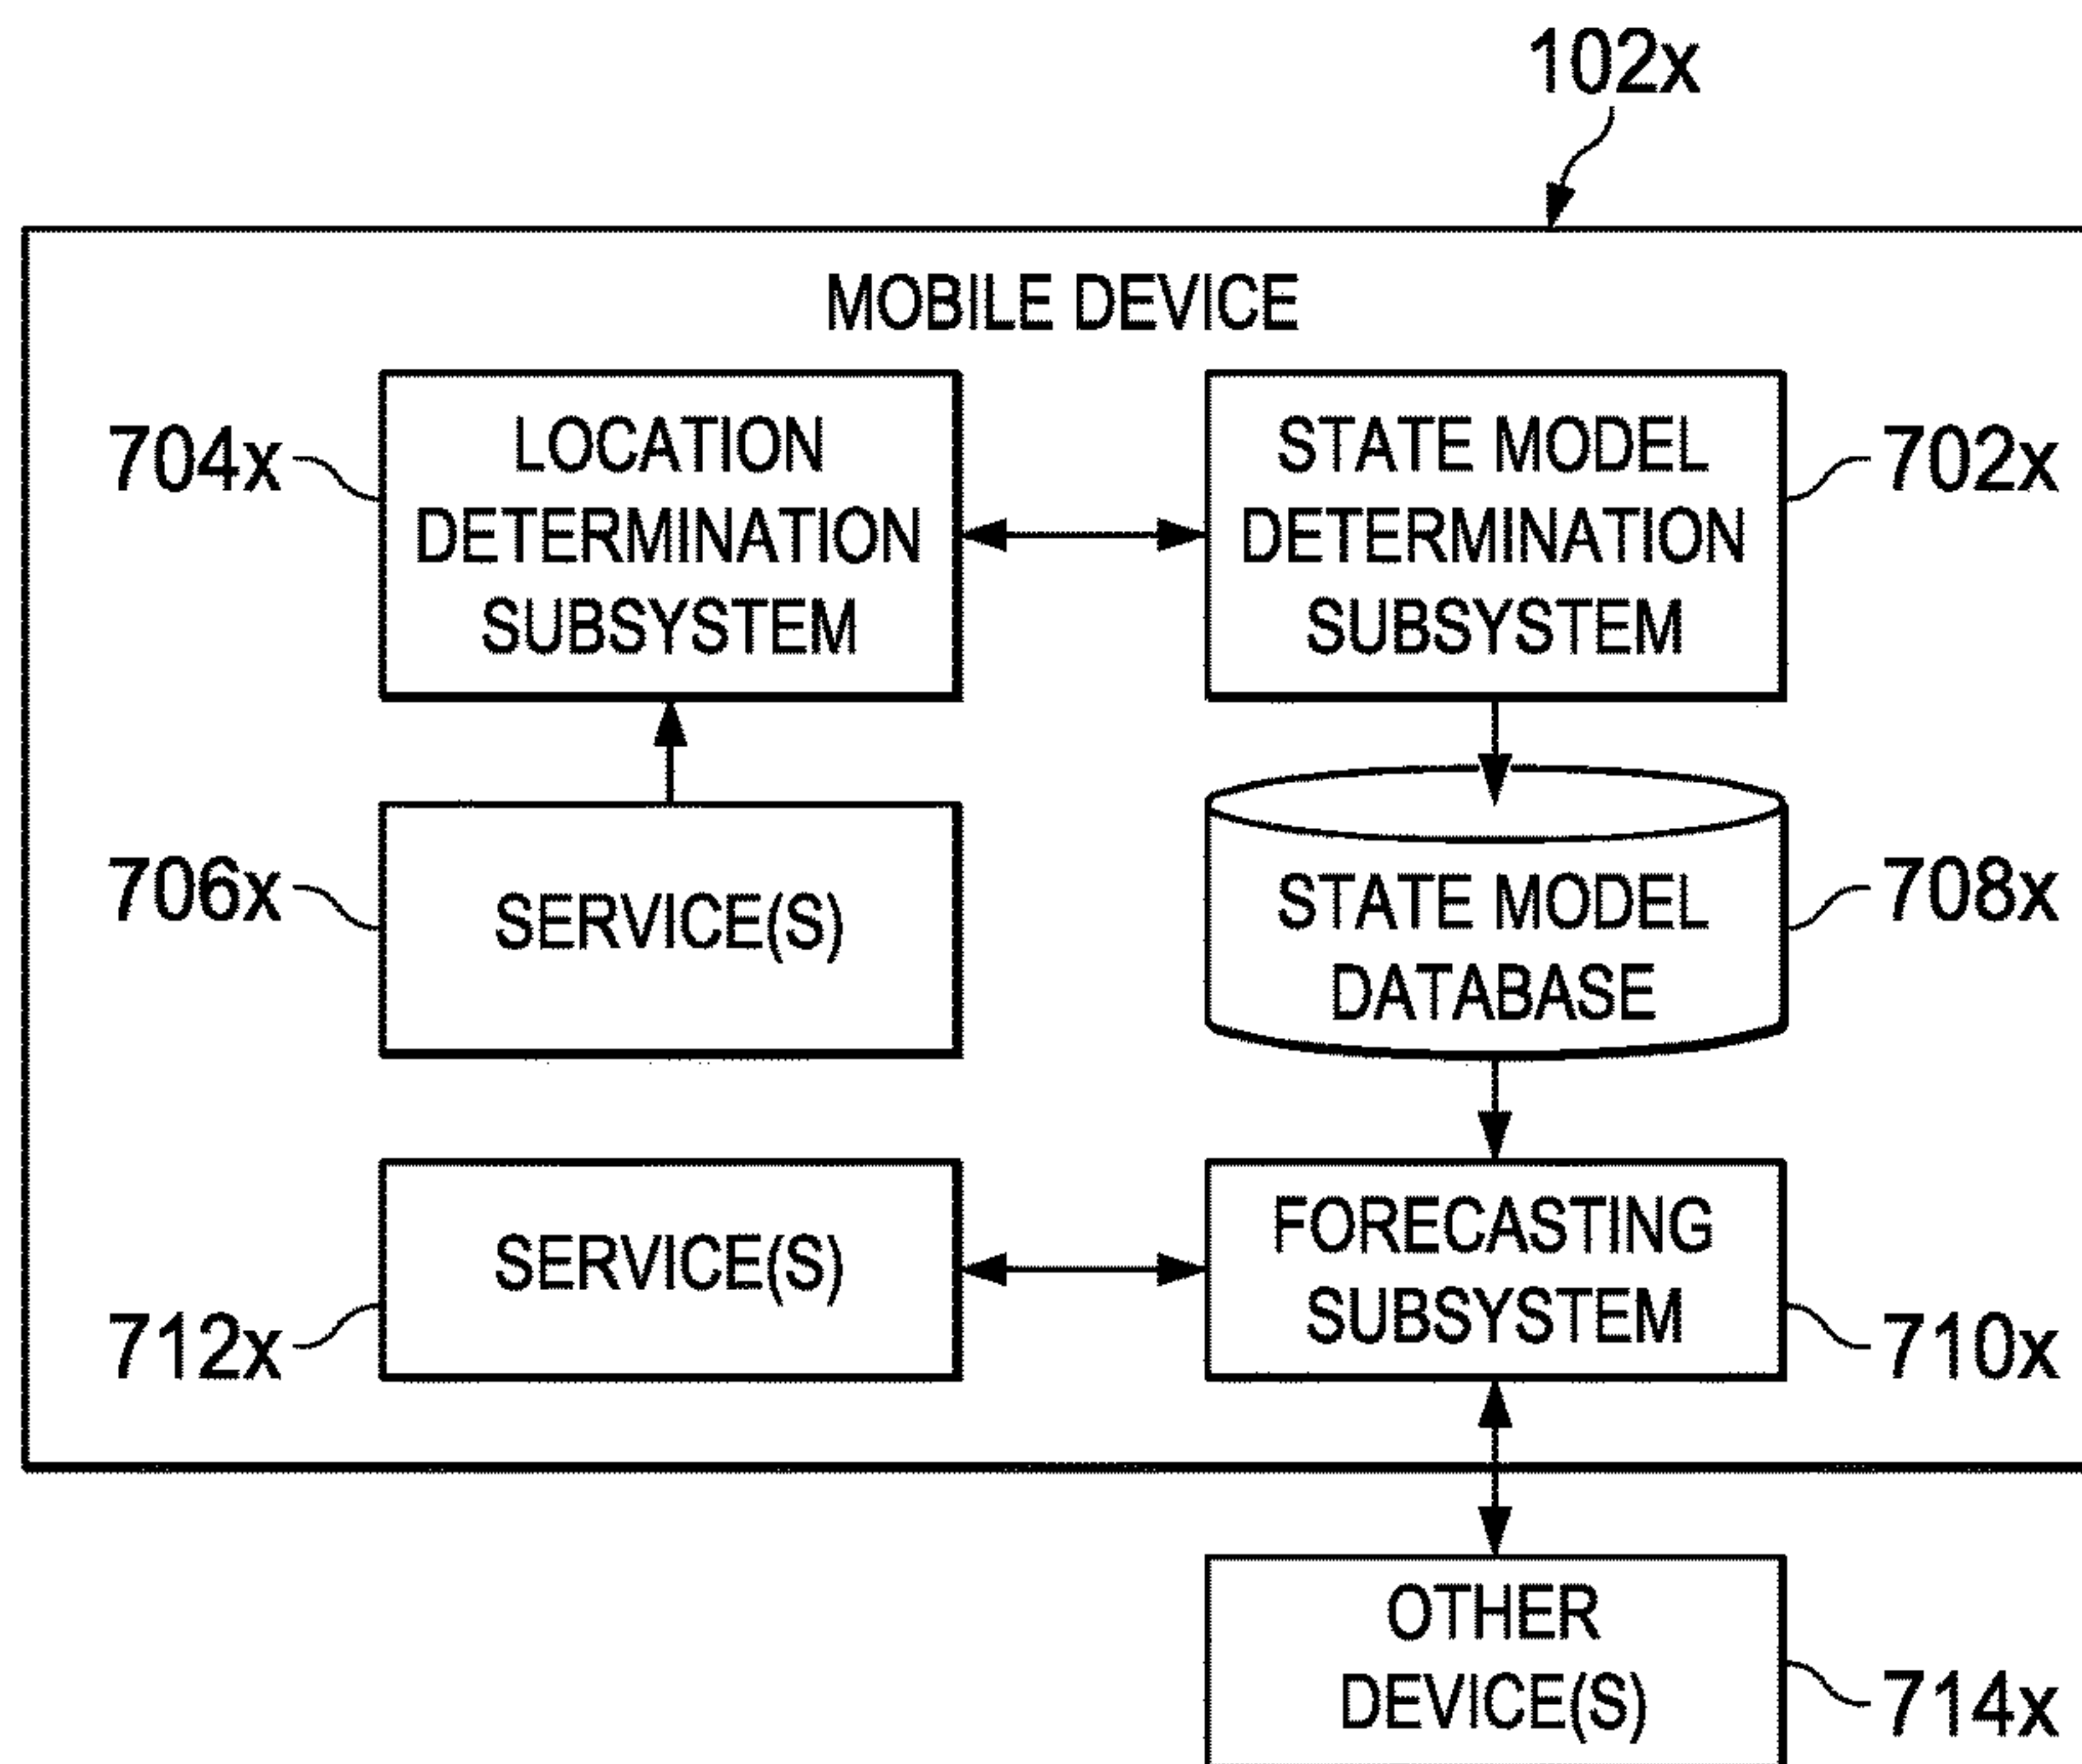 102x
MOBILE DEVICE
704x
LOCATION
DETERMINATION
SUBSYSTEM
STATE MODEL
DETERMINATION
SUBSYSTEM
702x
706x
SERVICE(S)
STATE MODEL
DATABASE
708x
712x
SERVICE(S)
FORECASTING
SUBSYSTEM
710x
OTHER
DEVICE(S)
714x